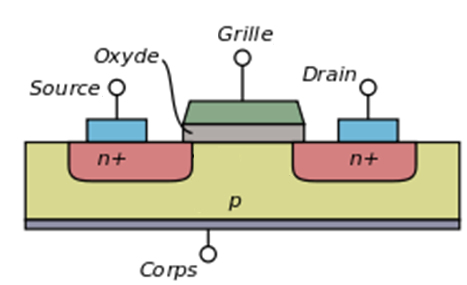 Grille
Oxyde
Source
Drain
n+
n+
p
Corps